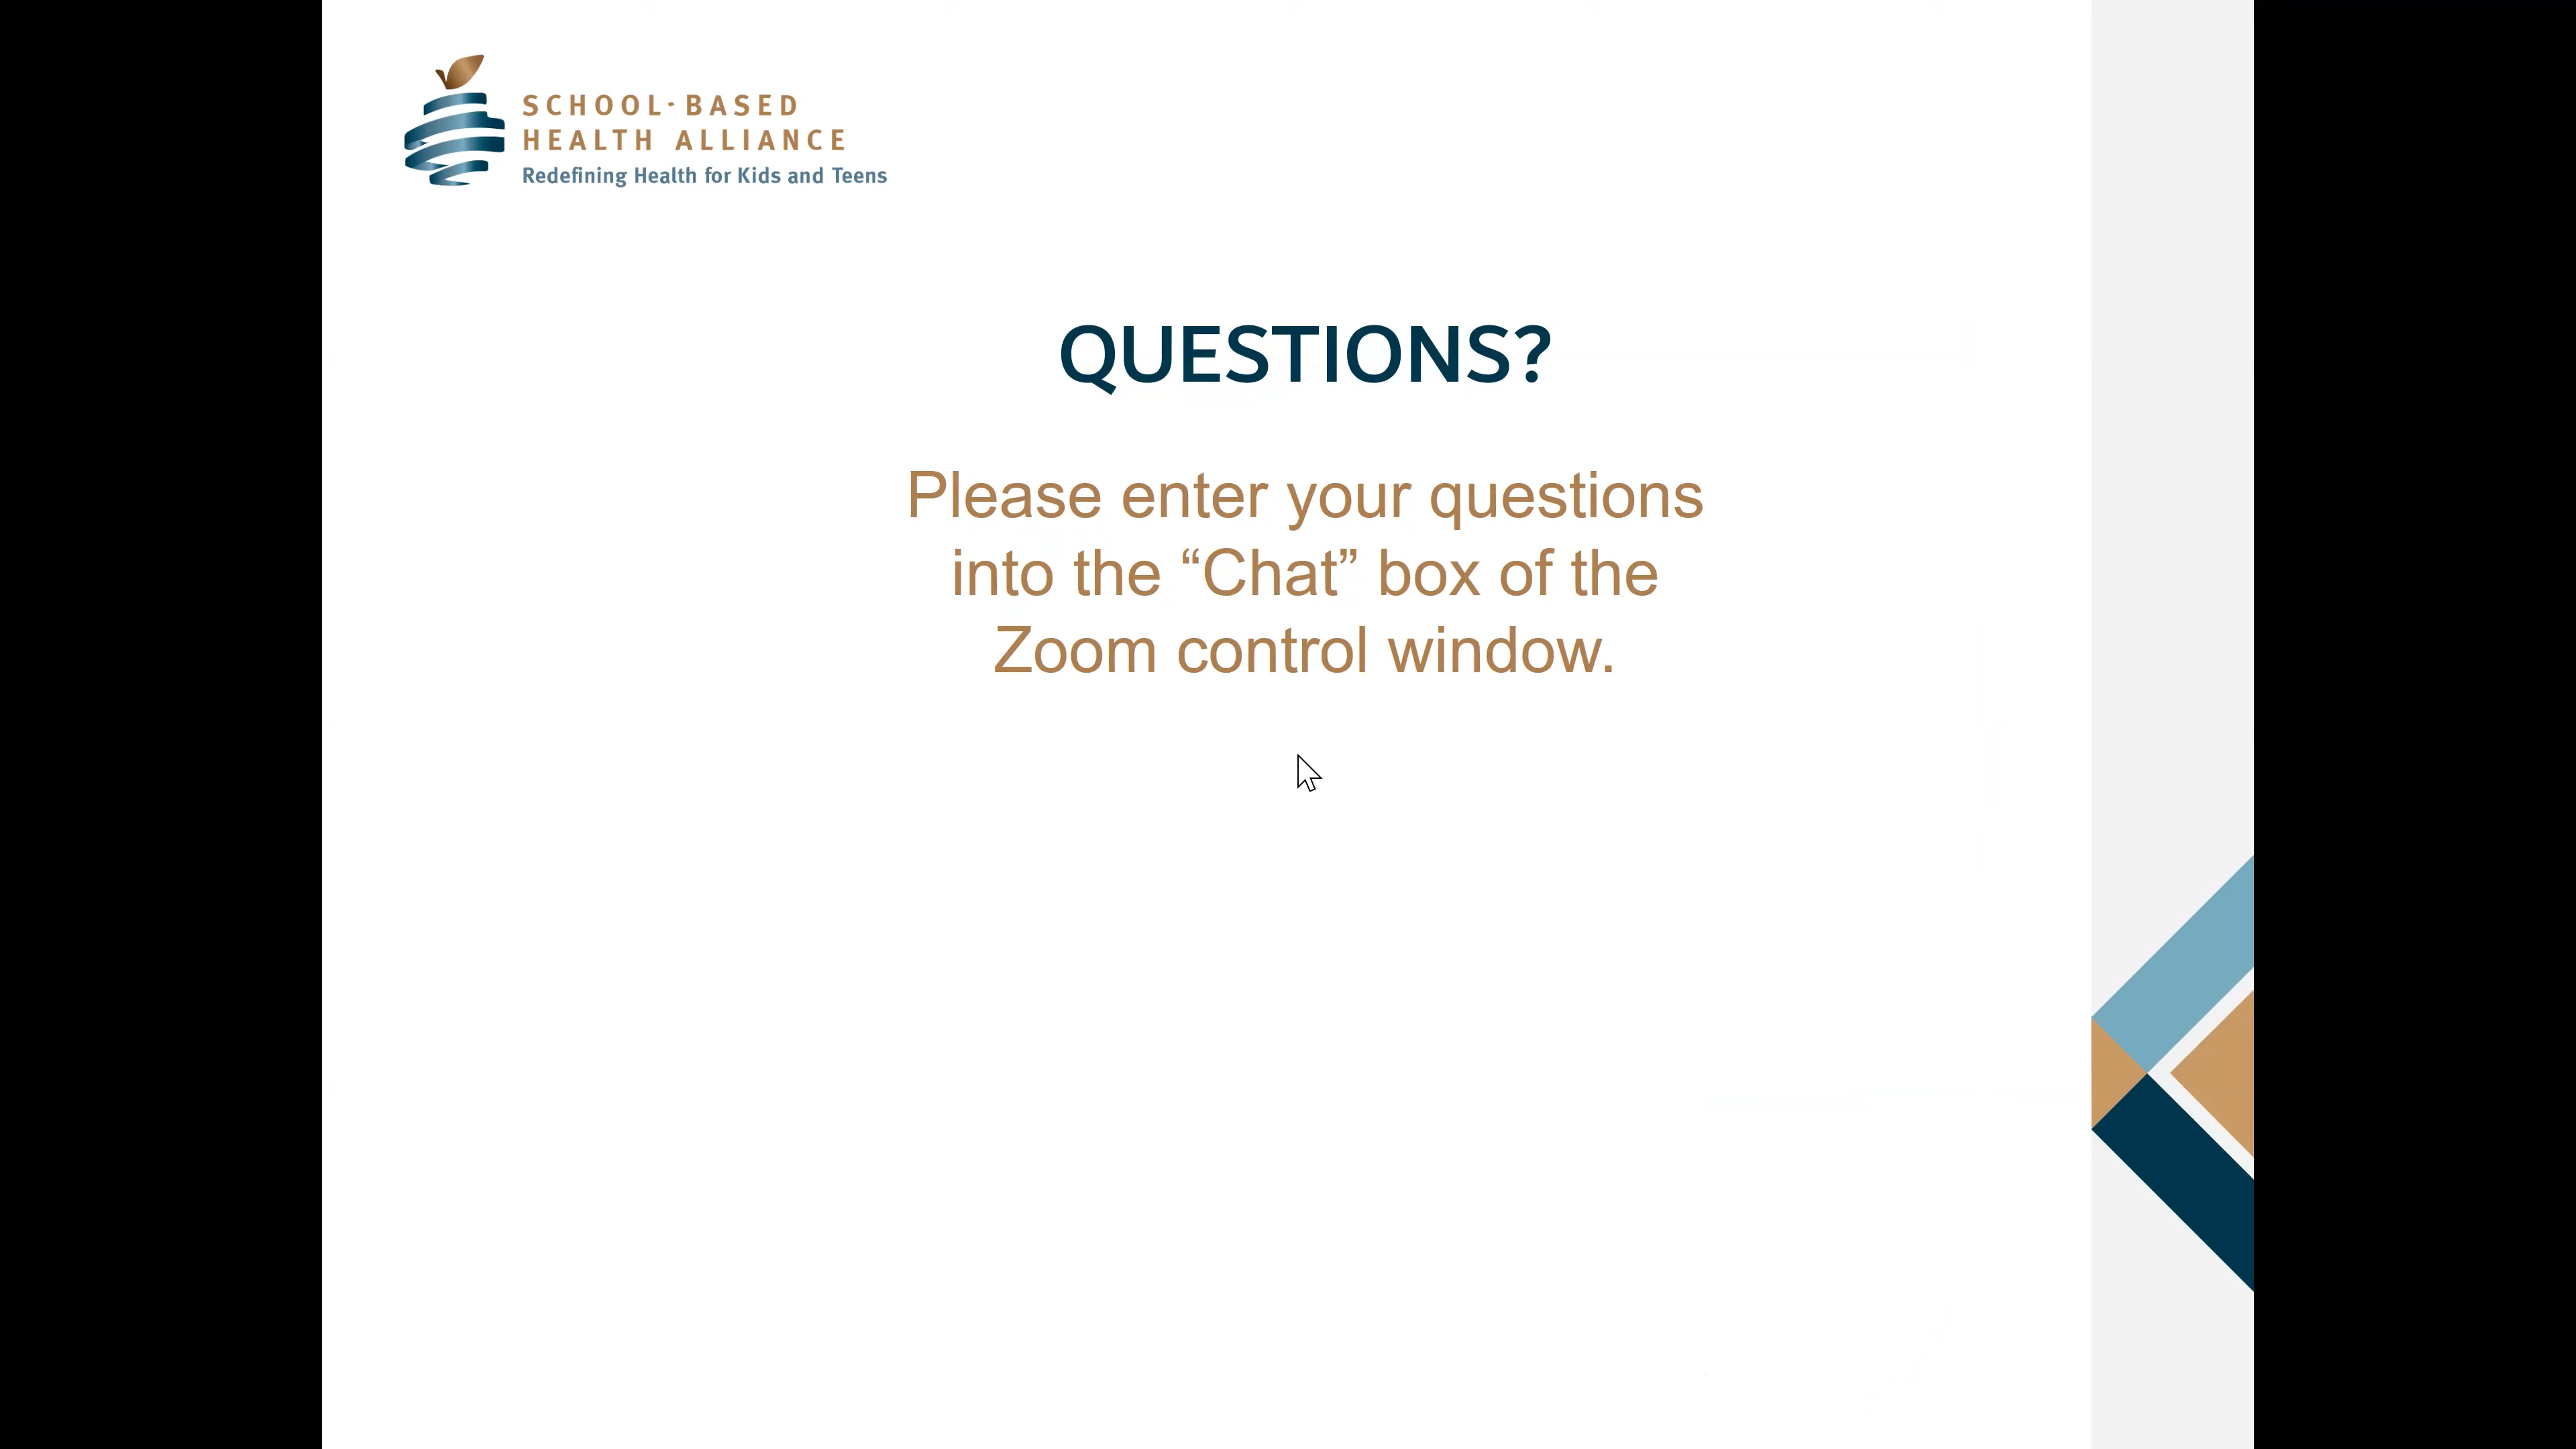 SCHOOL-BASED
HEALTH ALLIANCE
Redefining Health for Kids and Teens
QUESTIONS?
Please enter your questions
into the “Chat” box of the
Zoom control window.